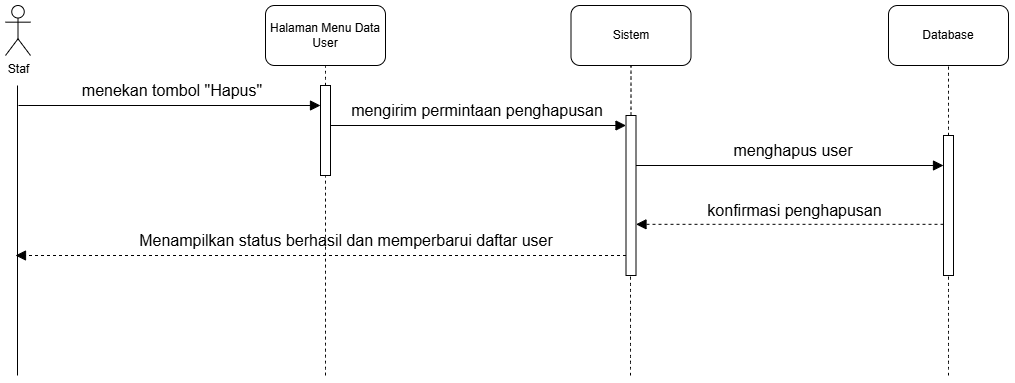 Halaman Menu Data
User
Sistem
Database
Staf
menekan tombol "Hapus"
mengirim permintaan penghapusan
menghapus user
konfirmasi penghapusan
Menampilkan status berhasil dan memperbarui daftar user